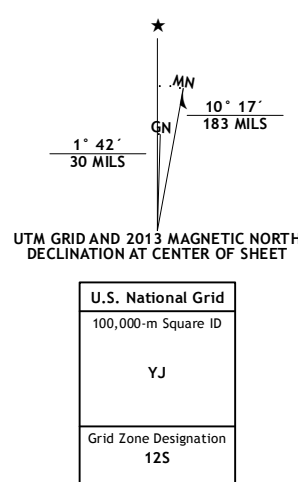 ★
MN
GN
10° 17´
183 MILS
1° 42´
30 MILS
UTM GRID AND 2013 MAGNETIC NORTH
DECLINATION AT CENTER OF SHEET
U.S. National Grid
100,000-m Square ID
YJ
Grid Zone Designation
12S